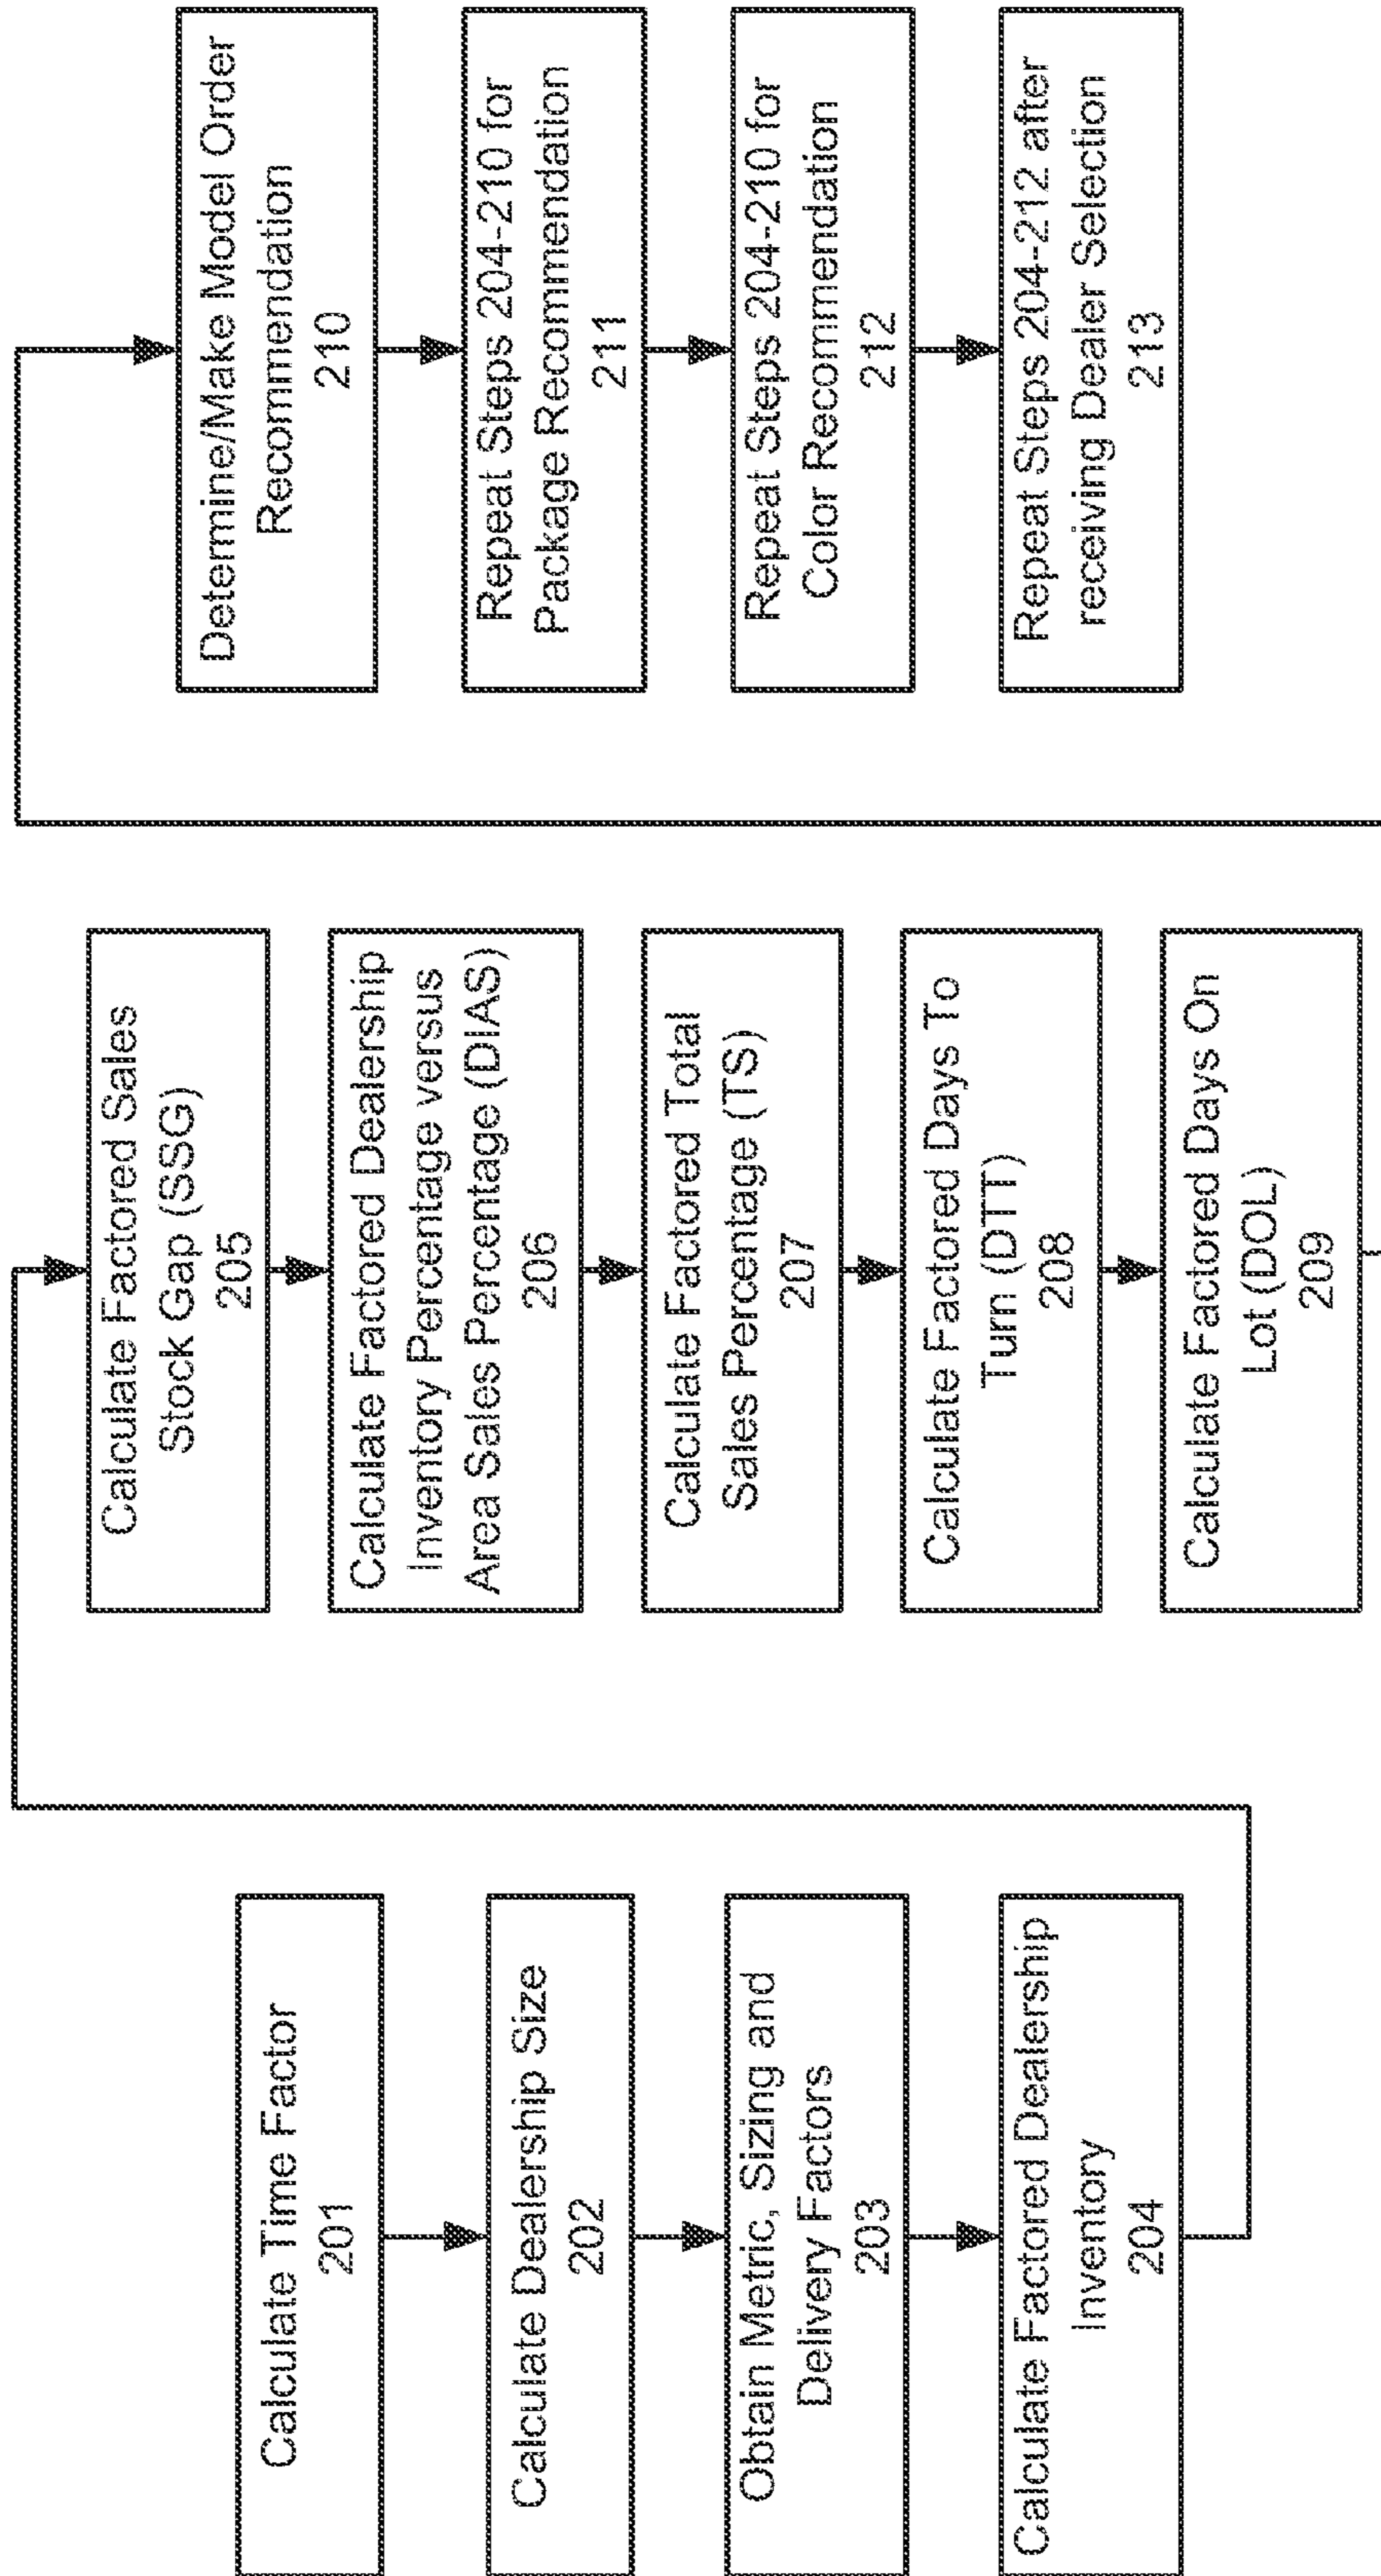 Calculate Time Factor
201
Calculate Dealership Size
202
Obtain Metric, Sizing and
Delivery Factors
203
Calculate Factored Dealership
Inventory
204
Calculate Factored Sales
Stock Gap (SSG)
205
Calculate Factored Dealership
Inventory Percentage versus
Area Sales Percentage (DIAS)
206
Calculate Factored Total
Sales Percentage (TS)
207
Calculate Factored Days To
Turn (DTT)
208
Calculate Factored Days On
Lot (DOL)
209
Determine/Make Model Order
Recommendation
210
Repeat Steps 204-210 for
Package Recommendation
211
Repeat Steps 204-210 for
Color Recommendation
212
Repeat Steps 204-212 after
receiving Dealer Selection
213